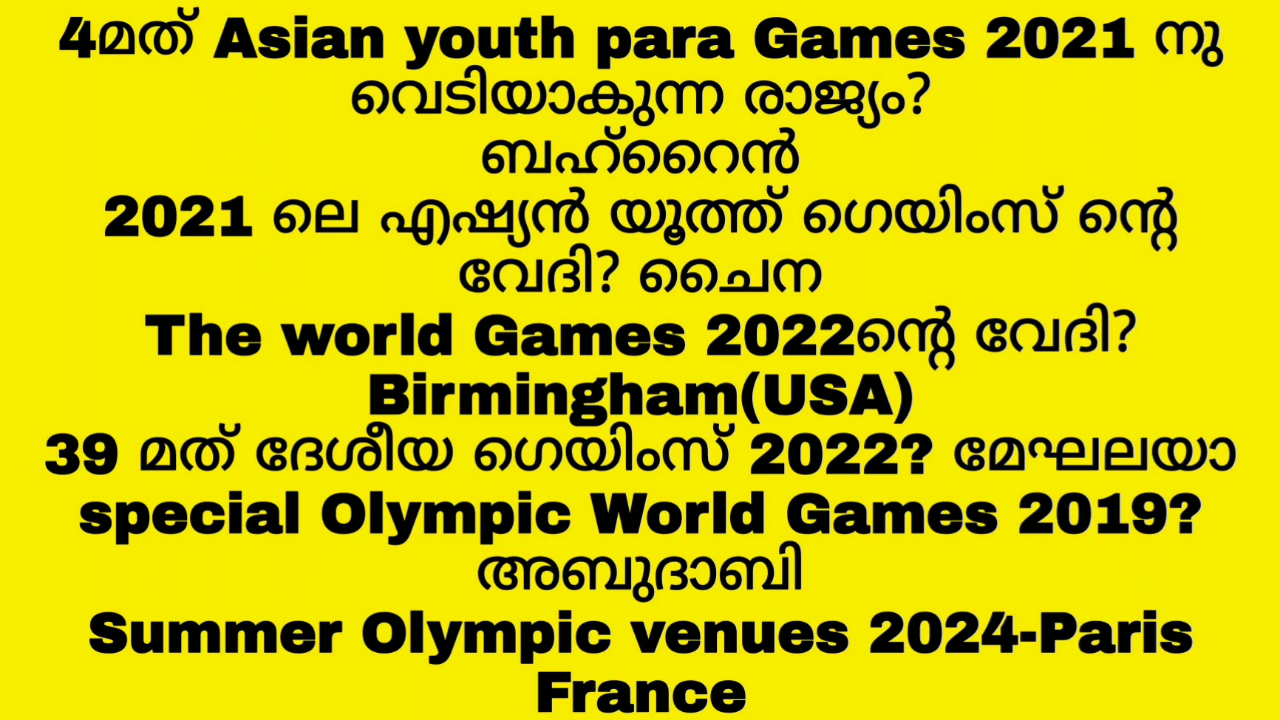 4മത് Asian youth para Games 2021 നു
വെടിയാകുന്ന രാജ്യം?
ബഹ്റൈൻ
2021 ലെ എഷ്യൻ യൂത്ത് ഗെയിംസ് ന്റെ
വേദി? ചൈന
The world Games 2022ന്റെ വേദി?
Birmingham(USA)
39 മത് ദേശീയ ഗെയിംസ് 2022? മേഘലയാ
special Olympic World Games 2019?
അബുദാബി
Summer Olympic venues 2024-Paris
France